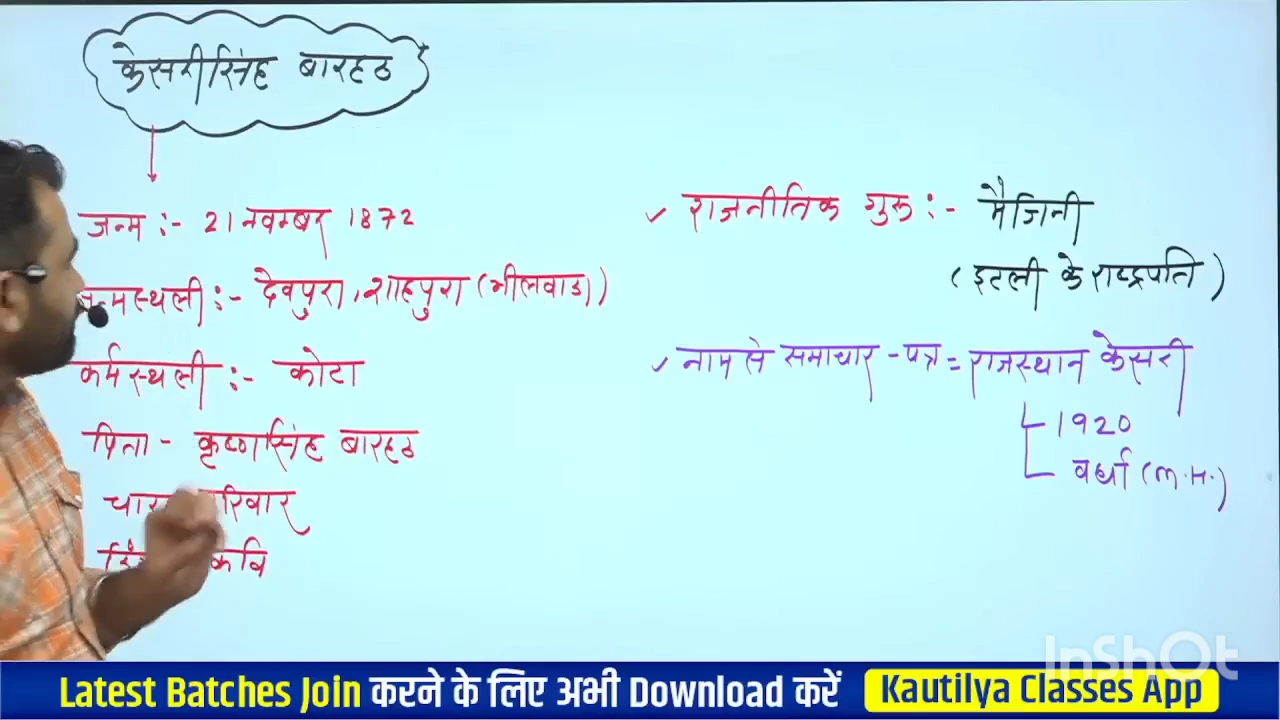 केसरीसिंह बारहठ
जन्म :- 21 नवम्बर 1872
:- देवपुरा, शाहपुरा (भीलवाडा)
कर्मस्थली :- कोटा
पिता - कृष्णसिंह बारहठ
कवि
✓ राजनीतिक गुरु :- मैजिनी
(इटली के राष्ट्रपति)
✓ नाम से समाचार - पत्र = राजस्थान केसरी
1920
वर्धा (M.H.)
InShOt
Latest Batches Join करने के लिए अभी Download करें Kautilya Classes App